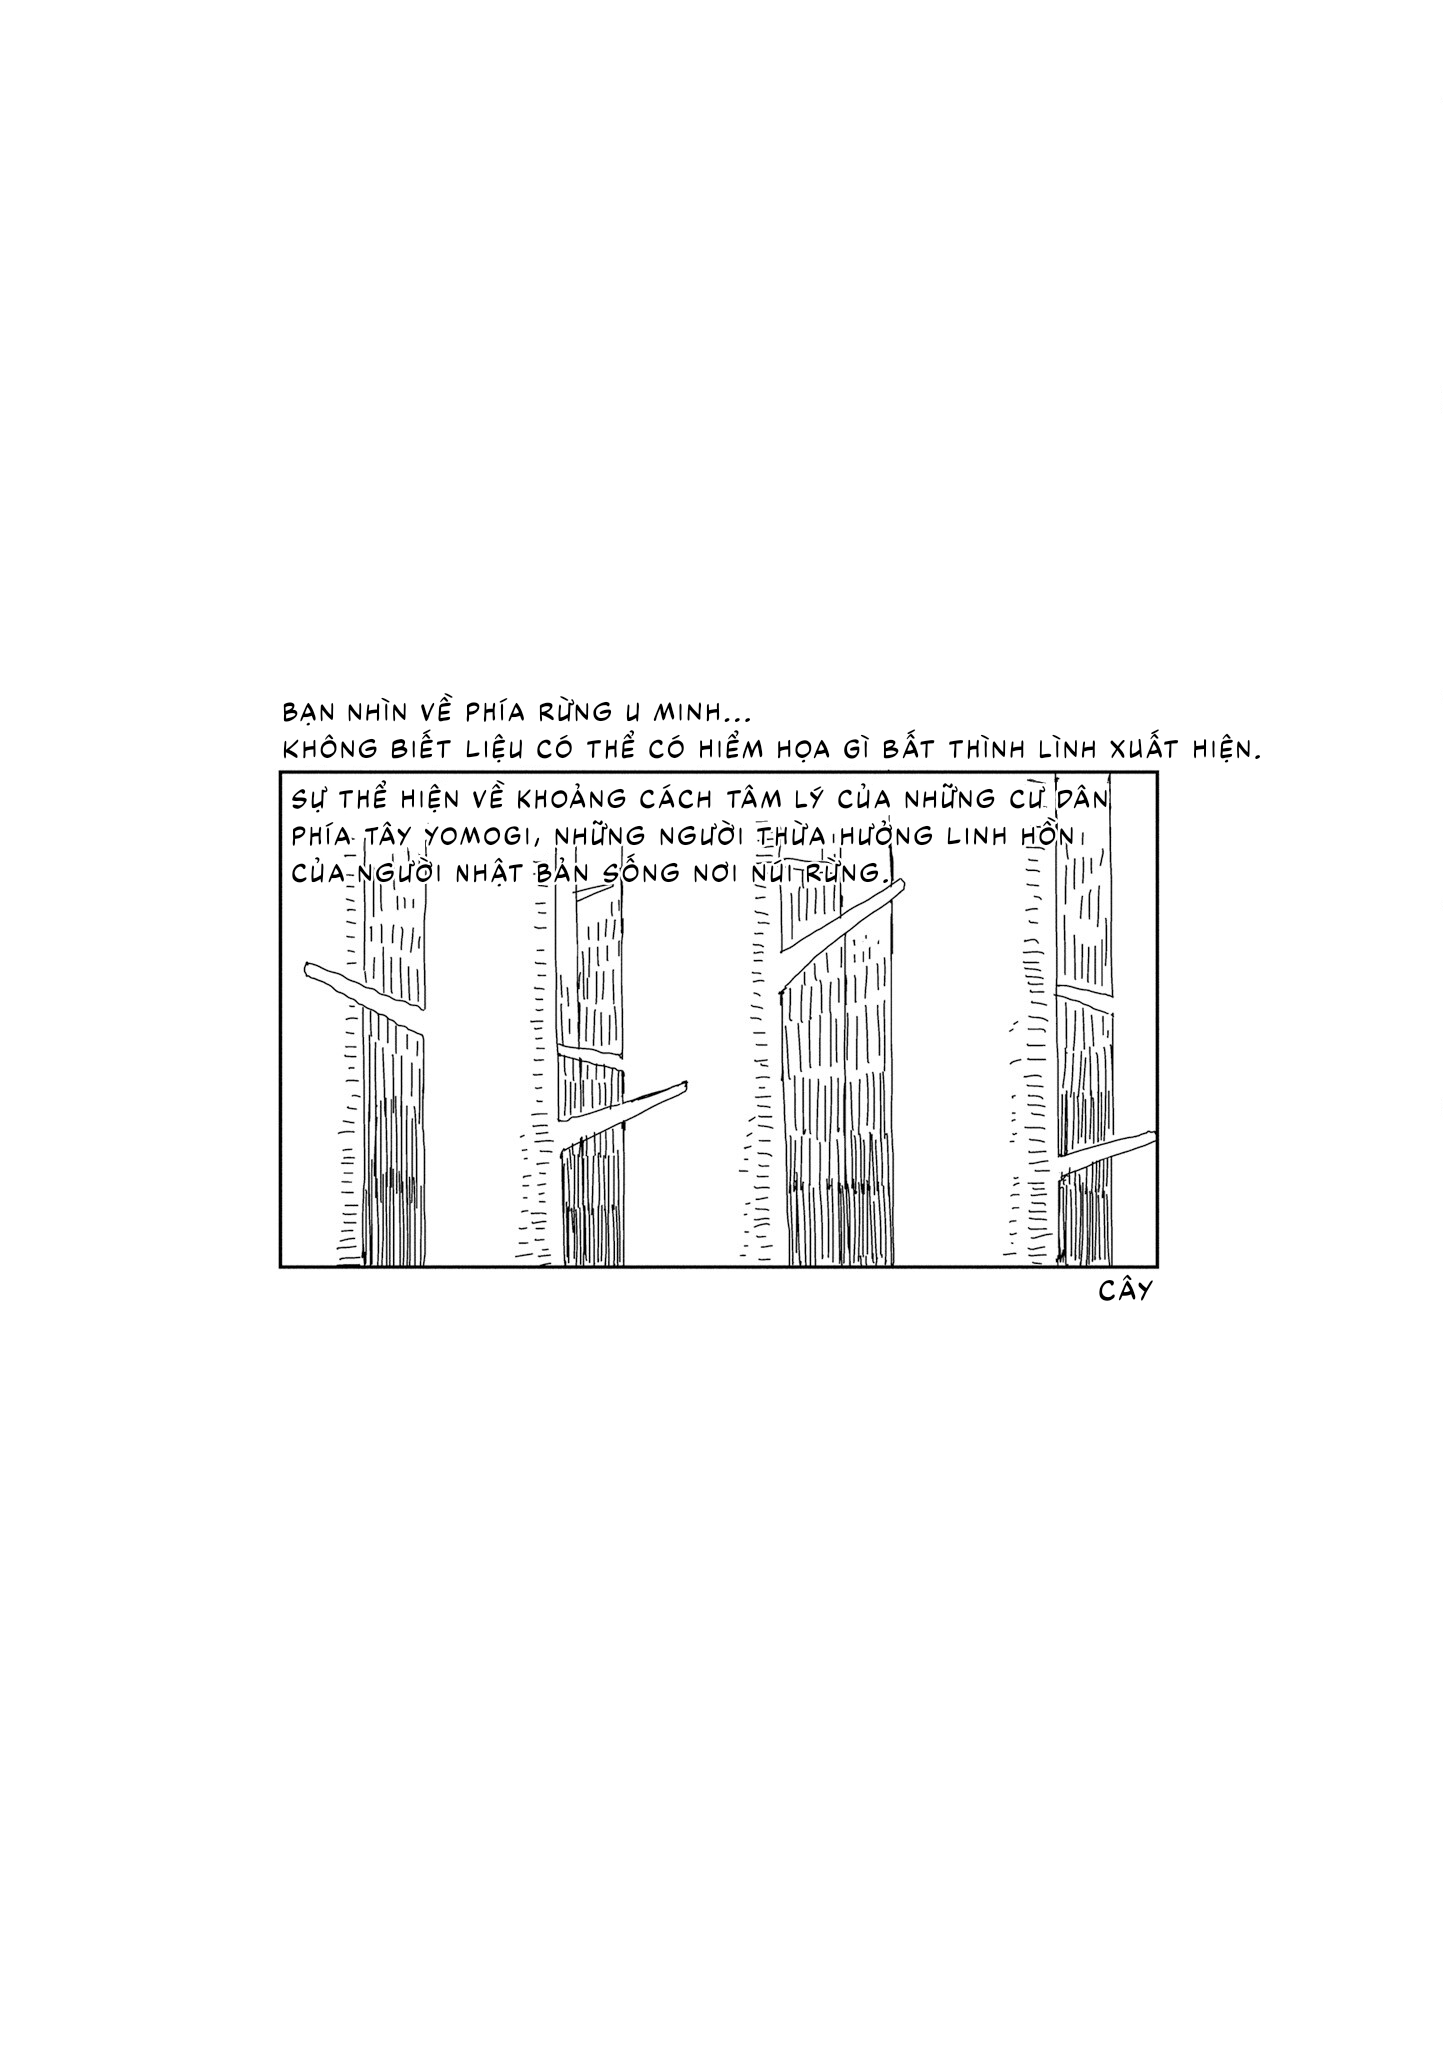 BẠN NHÌN VỀ PHÍA RỪNG U MINH...
KHÔNG BIẾT LIỆU CÓ THỂ CÓ HIỂM HỌA GÌ BẤT THÌNH LÌNH XUẤT HIỆN.
SỰ THỂ HIỆN VỀ KHOẢNG CÁCH TÂM LÝ CỦA NHỮNG CƯ DÂN
PHÍA TÂY YOMOGI, NHỮNG NGƯỜI THỪA HƯỞNG LINH HỒN
CỦA NGƯỜI NHẬT BẢN SỐNG NƠI NÚI RỪNG.
CÂY